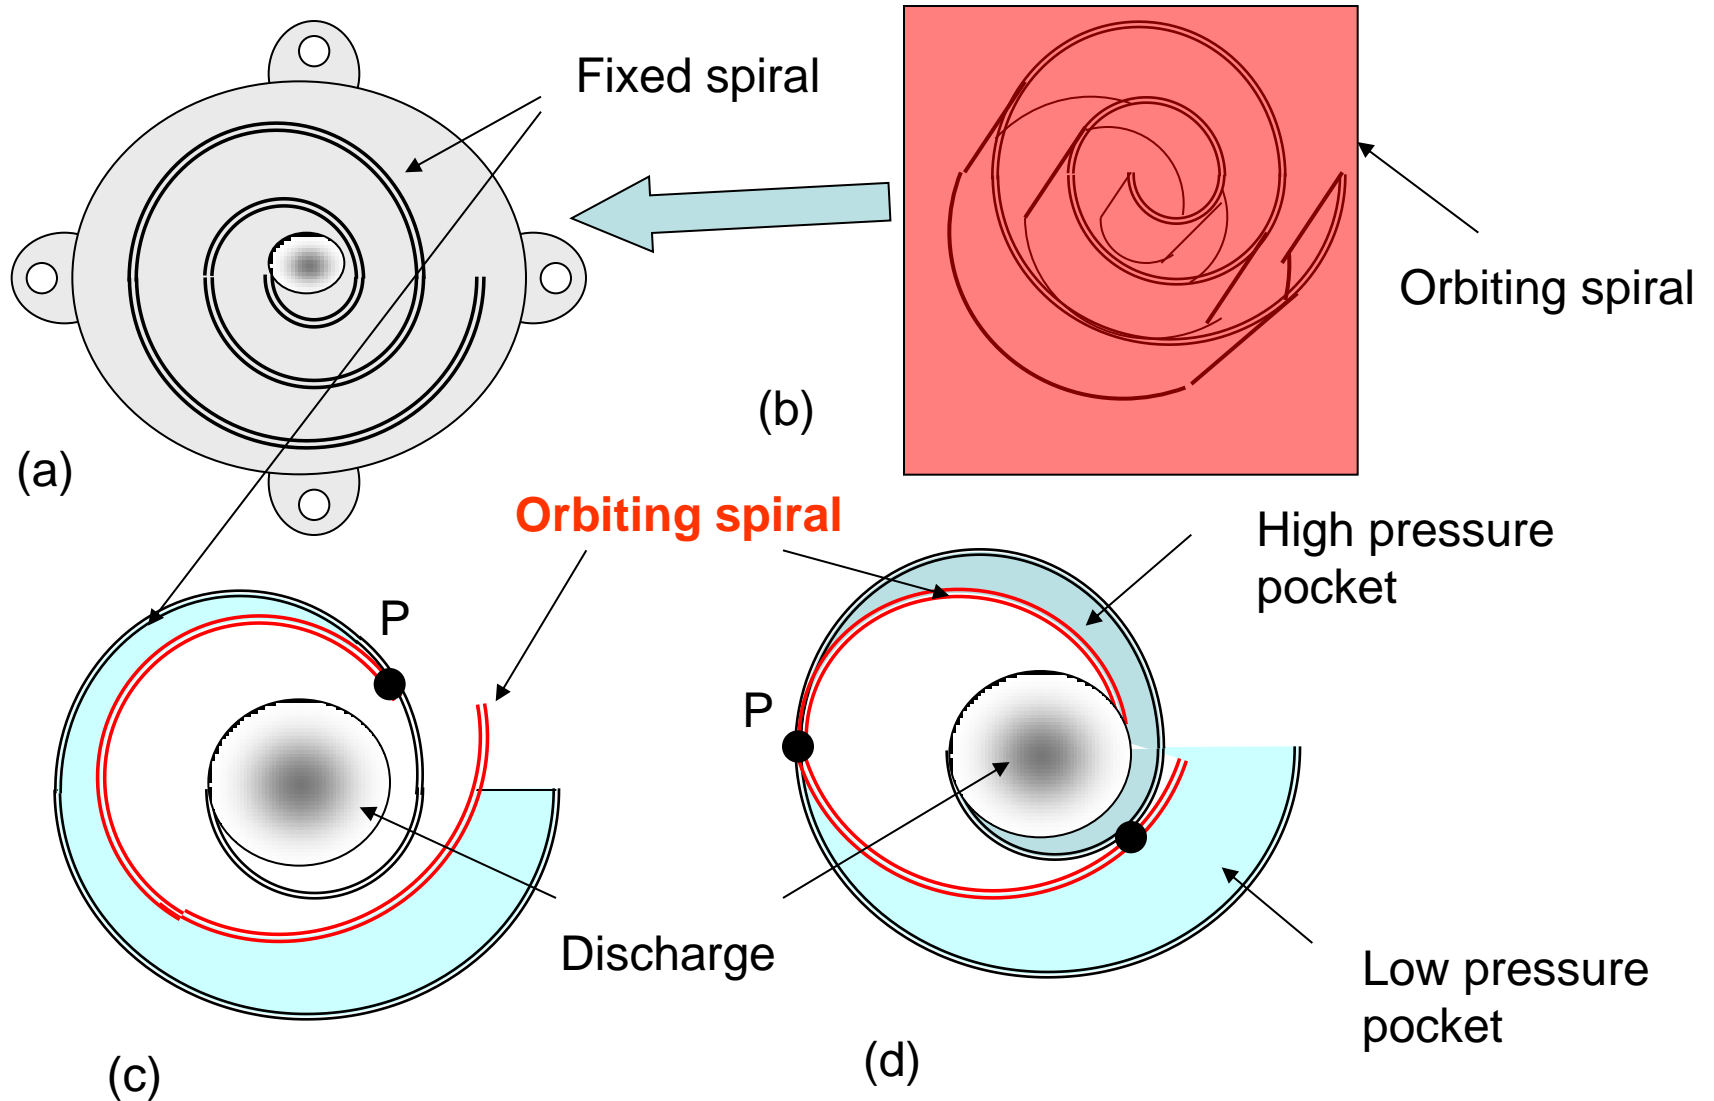 Fixed spiral
Orbiting spiral
(b)
(a)
Orbiting spiral
High pressure
pocket
P
P
Discharge
Low pressure
pocket
(c)
(d)